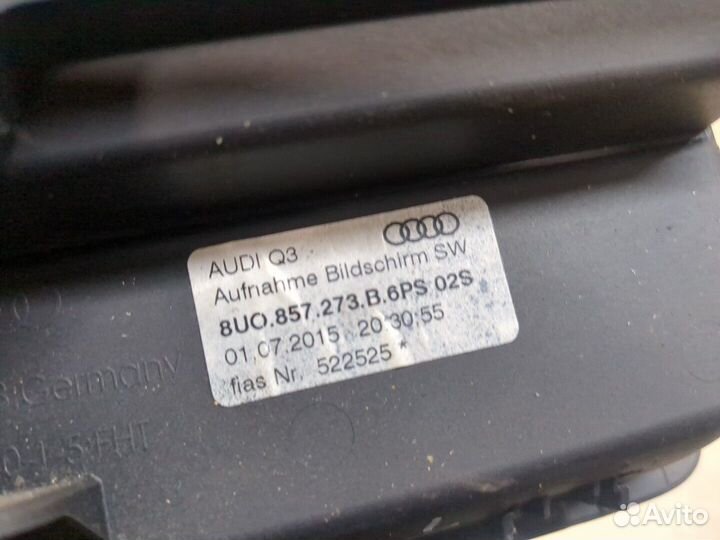 AUDI Q3
Aufnahme Bildschirm SW
8U0.857.273.B.6PS 02S
01.07.2015 20:30:55
fias Nr. 522525 *
Germany
Avito